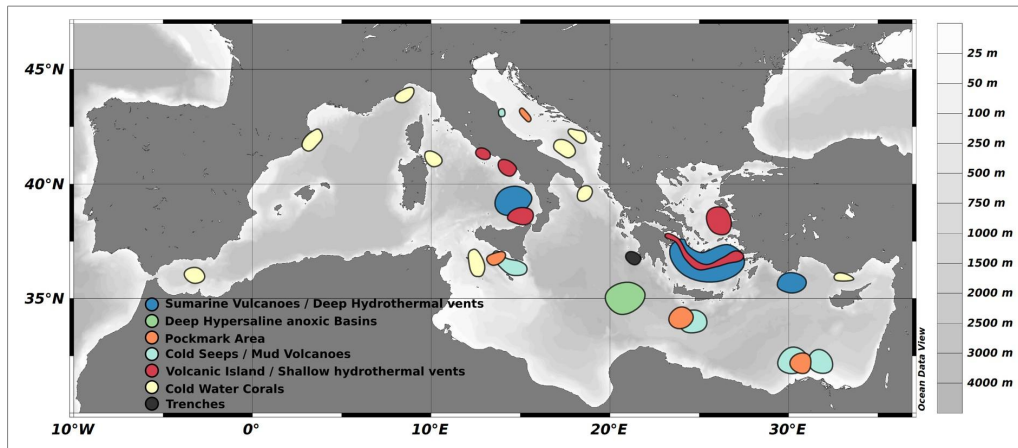 45°N
40°N
35°N
Sumarine Vulcanoes / Deep Hydrothermal vents
Deep Hypersaline anoxic Basins
Pockmark Area
Cold Seeps / Mud Volcanoes
Volcanic Island / Shallow hydrothermal vents
Cold Water Corals
Trenches
10°W
0°
10°E
20°E
30°E
Ocean Data View
25 m
50 m
100 m
250 m
500 m
750 m
1000 m
1500 m
2000 m
2500 m
3000 m
4000 m